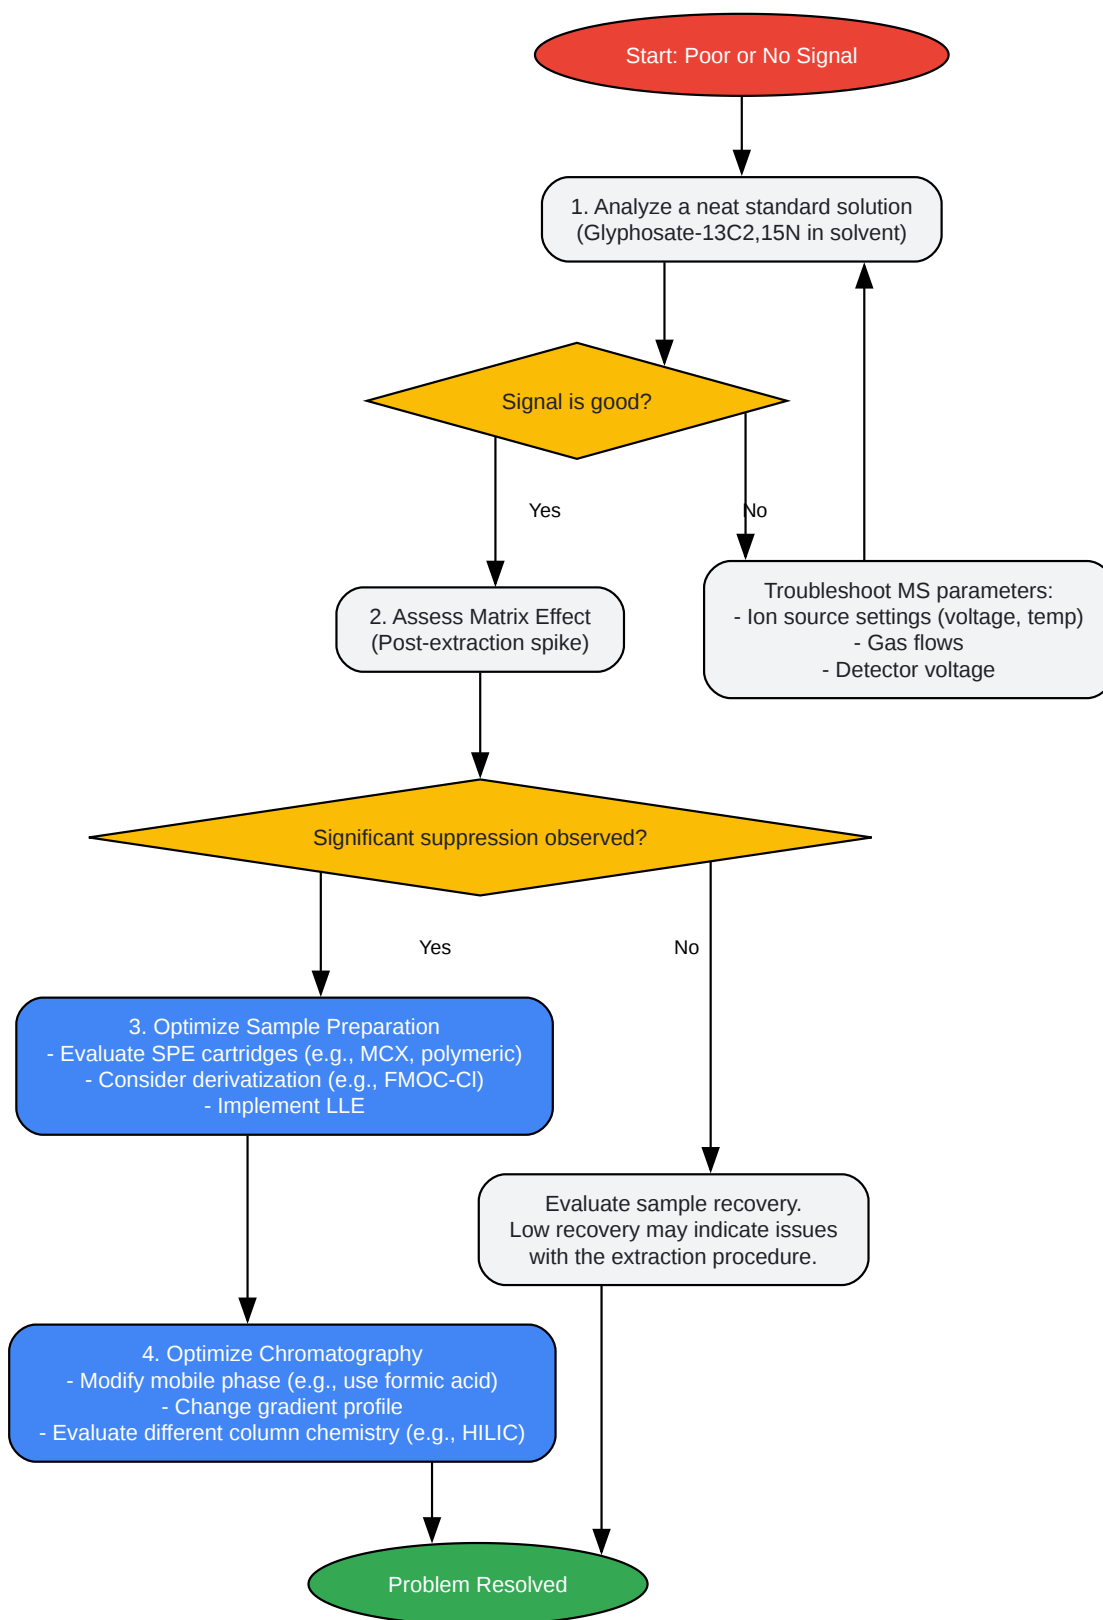 Start: Poor or No Signal
1. Analyze a neat standard solution
(Glyphosate-13C2,15N in solvent)
Signal is good?
Yes
No
2. Assess Matrix Effect
(Post-extraction spike)
Troubleshoot MS parameters:
- Ion source settings (voltage, temp)
- Gas flows
- Detector voltage
Significant suppression observed?
Yes
No
3. Optimize Sample Preparation
- Evaluate SPE cartridges (e.g., MCX, polymeric)
- Consider derivatization (e.g., FMOC-Cl)
- Implement LLE
Evaluate sample recovery.
Low recovery may indicate issues
with the extraction procedure.
4. Optimize Chromatography
- Modify mobile phase (e.g., use formic acid)
- Change gradient profile
- Evaluate different column chemistry (e.g., HILIC)
Problem Resolved